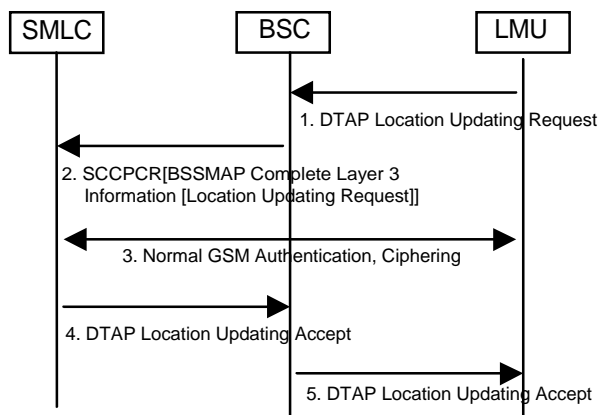 SMLC
BSC
LMU
1. DTAP Location Updating Request
2. SCCPCR[BSSMAP Complete Layer 3
Information [Location Updating Request]]
3. Normal GSM Authentication, Ciphering
4. DTAP Location Updating Accept
5. DTAP Location Updating Accept